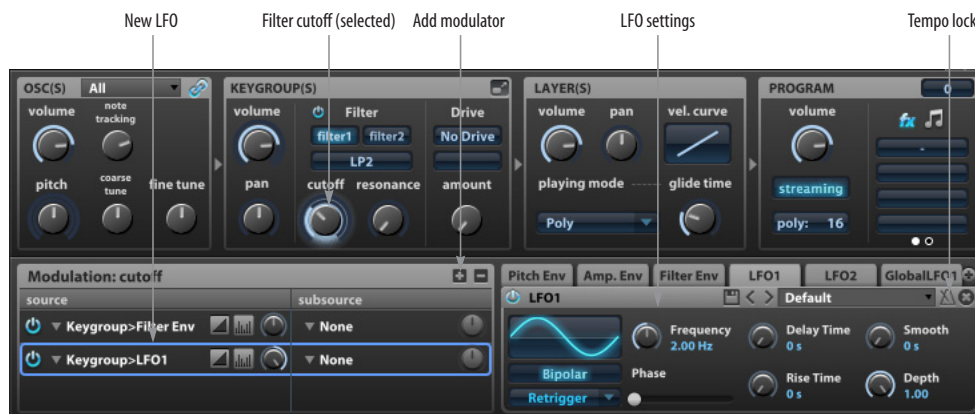 New LFO Filter cutoff (selected) Add modulator LFO settings Tempo lock
OSC(S) All
volume note tracking
pitch coarse tune fine tune
KEYGROUP(S)
volume Filter Drive
filter1 filter2 No Drive
LP2
pan cutoff resonance amount
LAYER(S)
volume pan vel. curve
playing mode glide time
Poly
PROGRAM 0
volume fx
-
streaming
poly: 16
Modulation: cutoff
source subsource
Keygroup>Filter Env None
Keygroup>LFO1 None
Pitch Env Amp. Env Filter Env LFO1 LFO2 GlobalLFO1
LFO1 Default
Frequency Delay Time Smooth
2.00 Hz 0 s 0 s
Bipolar Phase Rise Time Depth
Retrigger 0 s 1.00